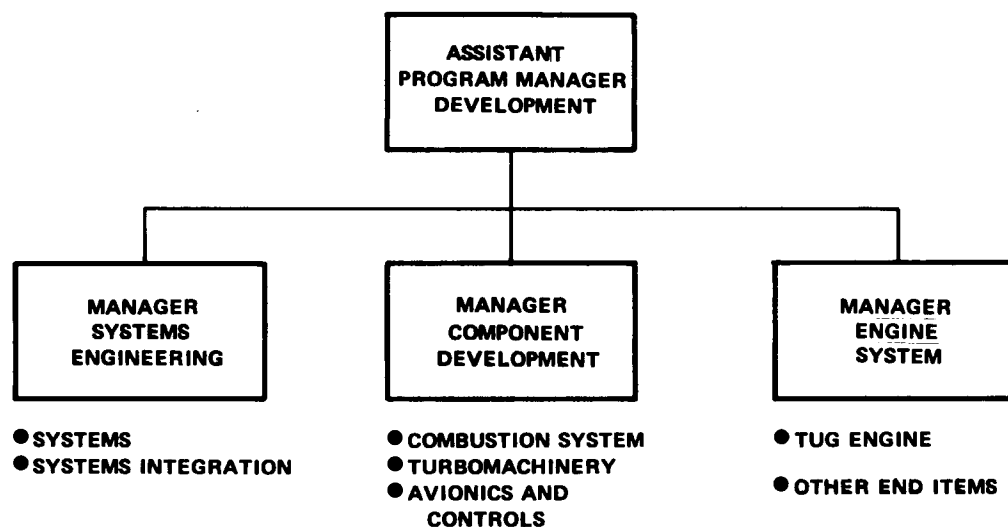 ASSISTANT
PROGRAM MANAGER
DEVELOPMENT
MANAGER
SYSTEMS
ENGINEERING
MANAGER
COMPONENT
DEVELOPMENT
MANAGER
ENGINE
SYSTEM
● SYSTEMS
● SYSTEMS INTEGRATION
● COMBUSTION SYSTEM
● TURBOMACHINERY
● AVIONICS AND
CONTROLS
● TUG ENGINE
● OTHER END ITEMS